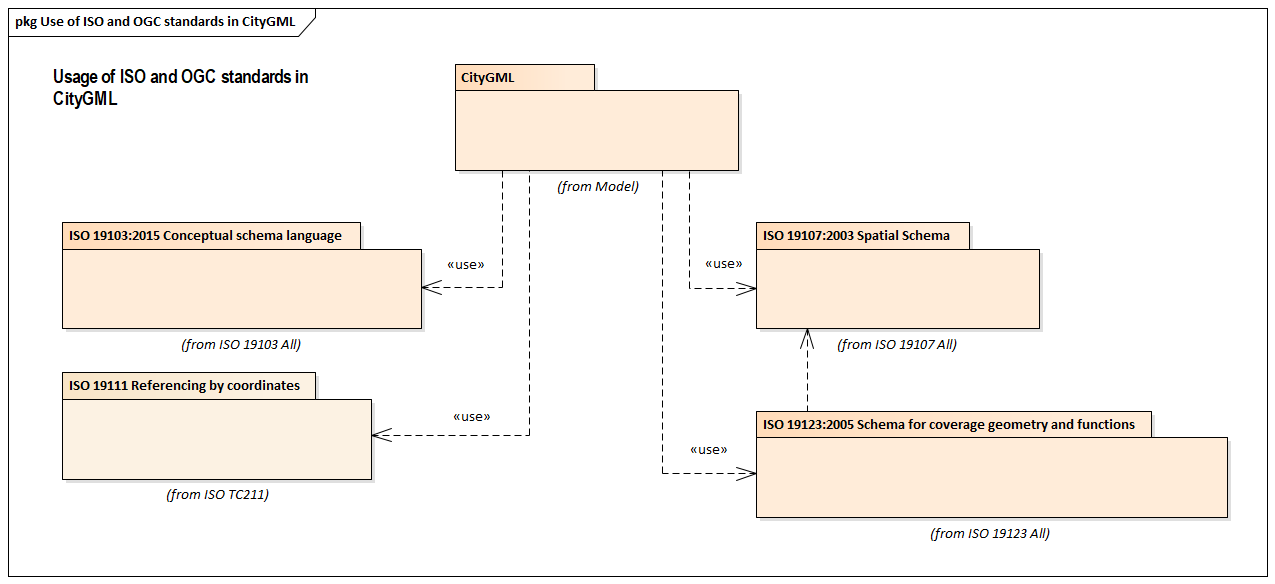 pkg Use of ISO and OGC standards in CityGML
Usage of ISO and OGC standards in
CityGML
CityGML
(from Model)
ISO 19103:2015 Conceptual schema language
«use»
(from ISO 19103 All)
ISO 19107:2003 Spatial Schema
«use»
(from ISO 19107 All)
ISO 19111 Referencing by coordinates
«use»
(from ISO TC211)
ISO 19123:2005 Schema for coverage geometry and functions
«use»
(from ISO 19123 All)